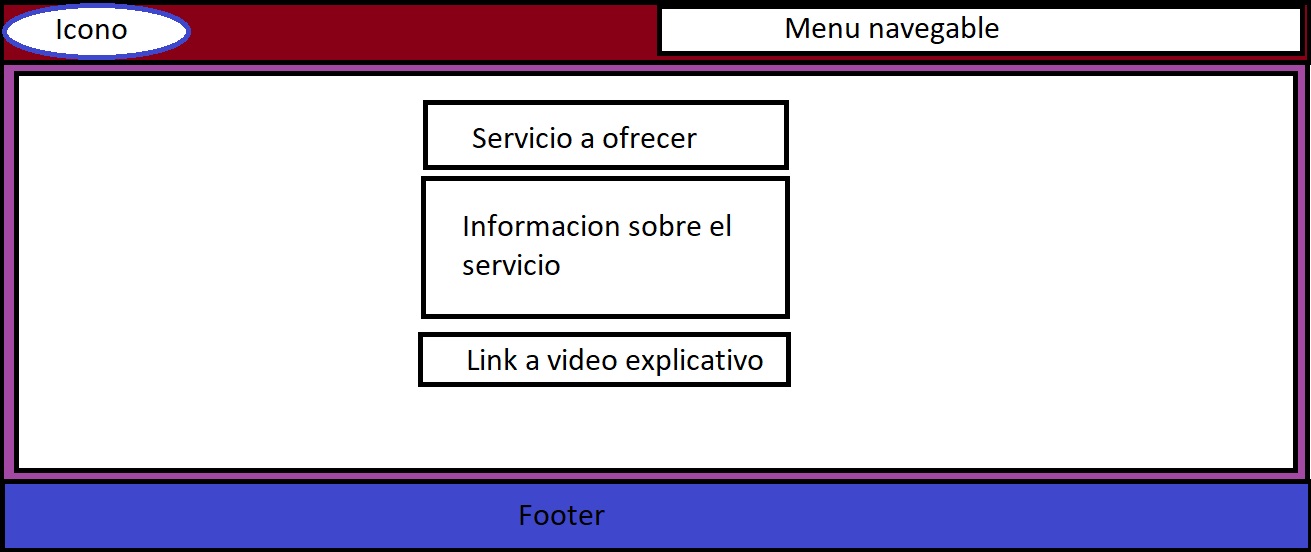 Icono
Menu navegable
Servicio a ofrecer
Informacion sobre el
servicio
Link a video explicativo
Footer